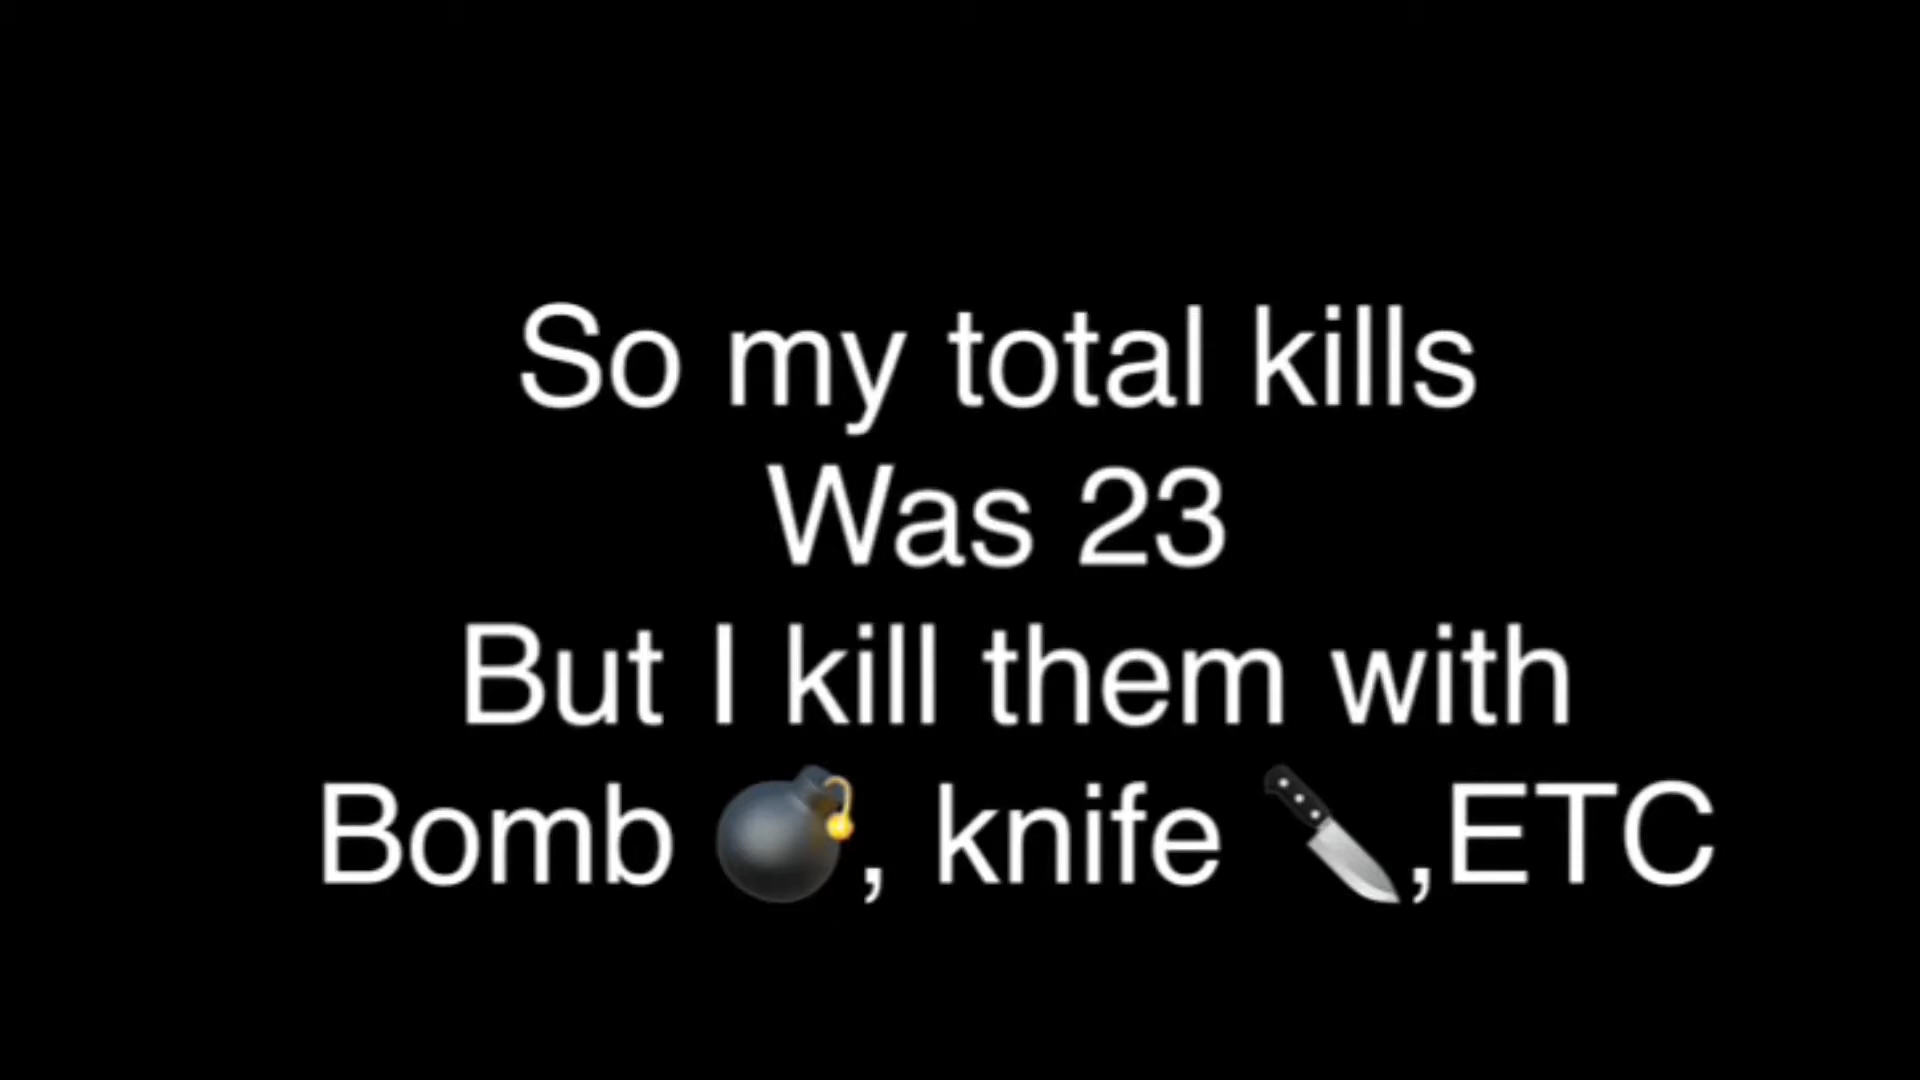 So my total kills
Was 23
But I kill them with
Bomb 💣, knife 🔪,ETC